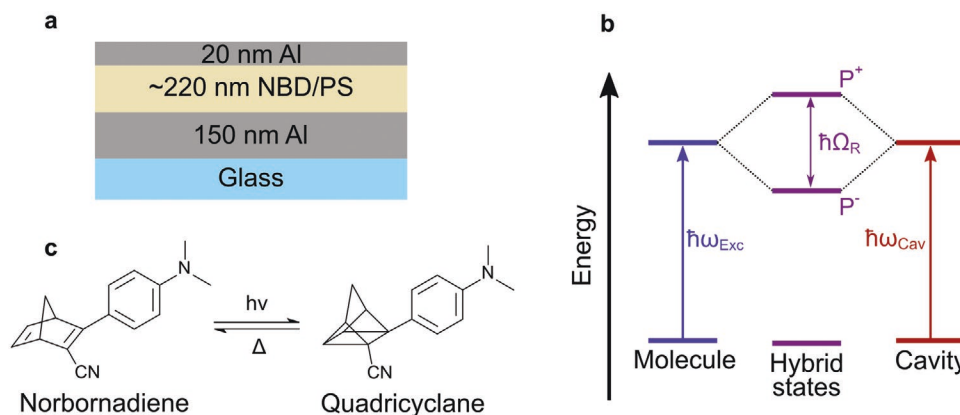 a
20 nm Al
~220 nm NBD/PS
150 nm Al
Glass
b
Energy
P+
ħΩR
P-
ħωExc
ħωCav
Molecule
Hybrid
states
Cavity
c
N
CN
Norbornadiene
hν
Δ
N
CN
Quadricyclane